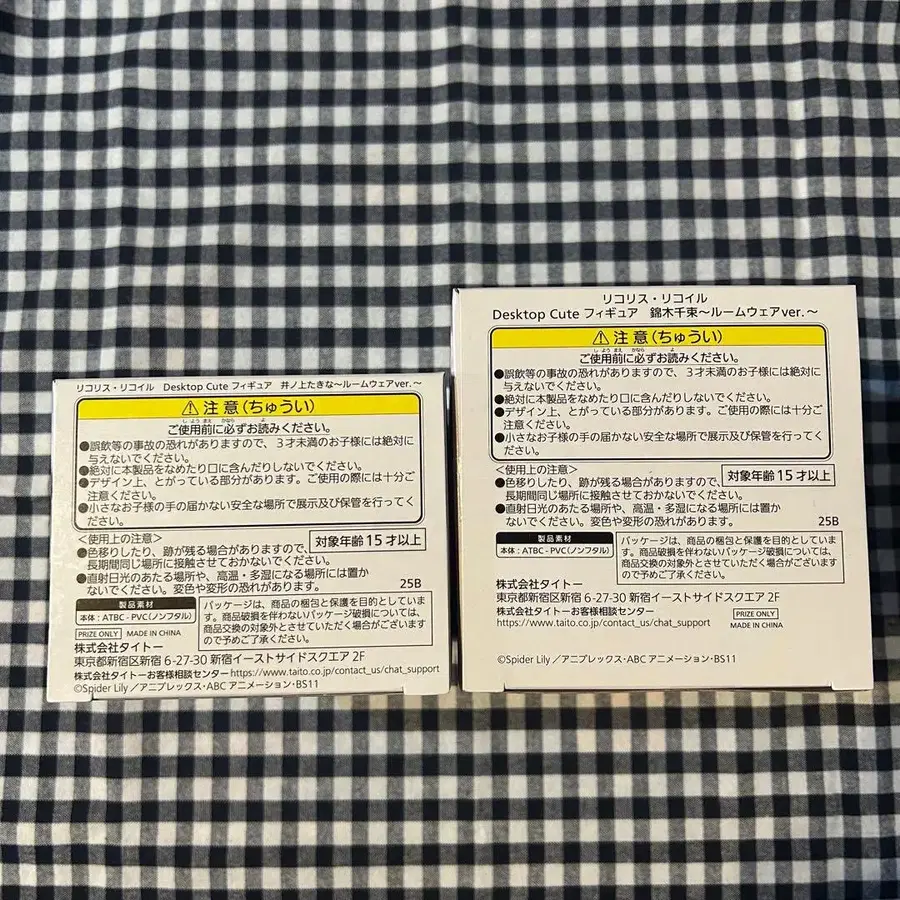 リコリス・リコイル Desktop Cute フィギュア 井ノ上たきな～ルームウェアver.～
⚠ 注意(ちゅうい)
しようまえ かなら よ
ご使用前に必ずお読みください。
●誤飲等の事故の恐れがありますので、3才未満のお子様には絶対に
与えないでください。
●絶対に本製品をなめたり口に含んだりしないでください。
●デザイン上、とがっている部分があります。ご使用の際には十分ご
注意ください。
●小さなお子様の手の届かない安全な場所で展示及び保管を行ってく
ださい。
<使用上の注意>
対象年齢15才以上
●色移りしたり、跡が残る場合がありますので、
長期間同じ場所に接触させておかないでください。
●直射日光のあたる場所や、高温・多湿になる場所には置か
ないでください。変色や変形の恐れがあります。
25B
製品素材
本体:ATBC-PVC(ノンフタル)
PRIZE ONLY MADE IN CHINA
パッケージは、商品の梱包と保護を目的としていま
す。商品破損を伴わないパッケージ破損については、
商品交換の対象外とさせていただく場合がございます
ので予めご了承ください。
株式会社タイトー
東京都新宿区新宿 6-27-30 新宿イーストサイドスクエア 2F
株式会社タイトーお客様相談センター https://www.taito.co.jp/contact_us/chat_support
©Spider Lily／アニプレックス・ABC アニメーション・BS11
リコリス・リコイル
Desktop Cute フィギュア 錦木千束～ルームウェアver.～
⚠ 注意(ちゅうい)
しようまえ かなら よ
ご使用前に必ずお読みください。
●誤飲等の事故の恐れがありますので、3才未満のお子様には絶対に
与えないでください。
●絶対に本製品をなめたり口に含んだりしないでください。
●デザイン上、とがっている部分があります。ご使用の際には十分ご
注意ください。
●小さなお子様の手の届かない安全な場所で展示及び保管を行ってく
ださい。
<使用上の注意>
対象年齢15才以上
●色移りしたり、跡が残る場合がありますので、
長期間同じ場所に接触させておかないでください。
●直射日光のあたる場所や、高温・多湿になる場所には置か
ないでください。変色や変形の恐れがあります。
25B
製品素材
本体:ATBC-PVC(ノンフタル)
パッケージは、商品の梱包と保護を目的としていま
す。商品破損を伴わないパッケージ破損については、
商品交換の対象外とさせていただく場合がございます
ので予めご了承ください。
株式会社タイトー
東京都新宿区新宿 6-27-30 新宿イーストサイドスクエア 2F
株式会社タイトーお客様相談センター
https://www.taito.co.jp/contact_us/chat_support
PRIZE ONLY
MADE IN CHINA
©Spider Lily／アニプレックス・ABC アニメーション・BS11